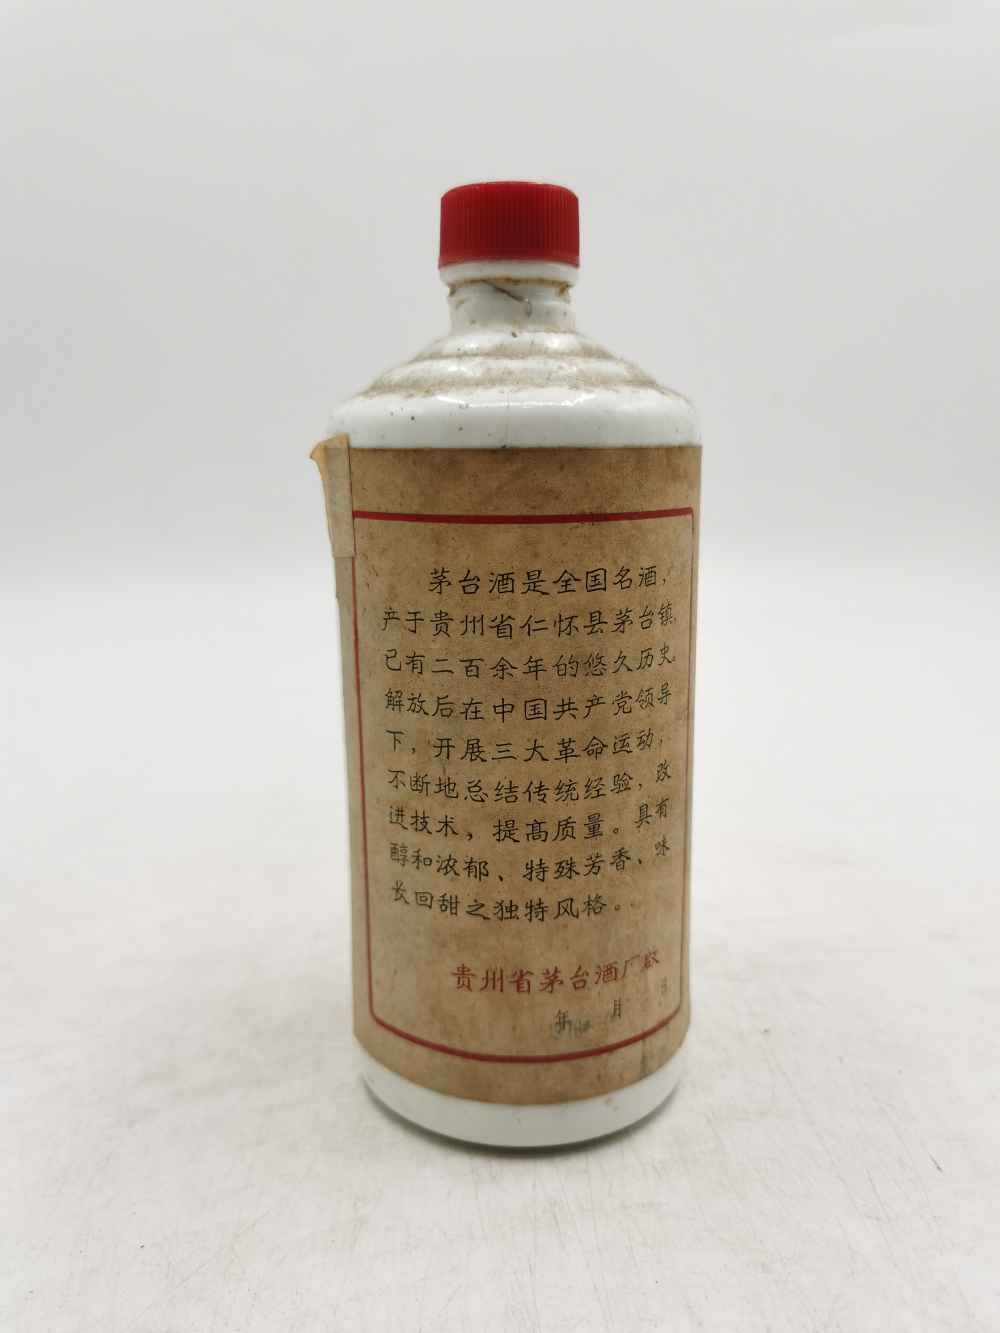 茅台酒是全国名酒，
产于贵州省仁怀县茅台镇，
已有二百余年的悠久历史。
解放后在中国共产党领导
下，开展三大革命运动，
不断地总结传统经验，改
进技术，提高质量。具有
醇和浓郁、特殊芳香、味
长回甜之独特风格。
贵州省茅台酒厂敬
年 月 日